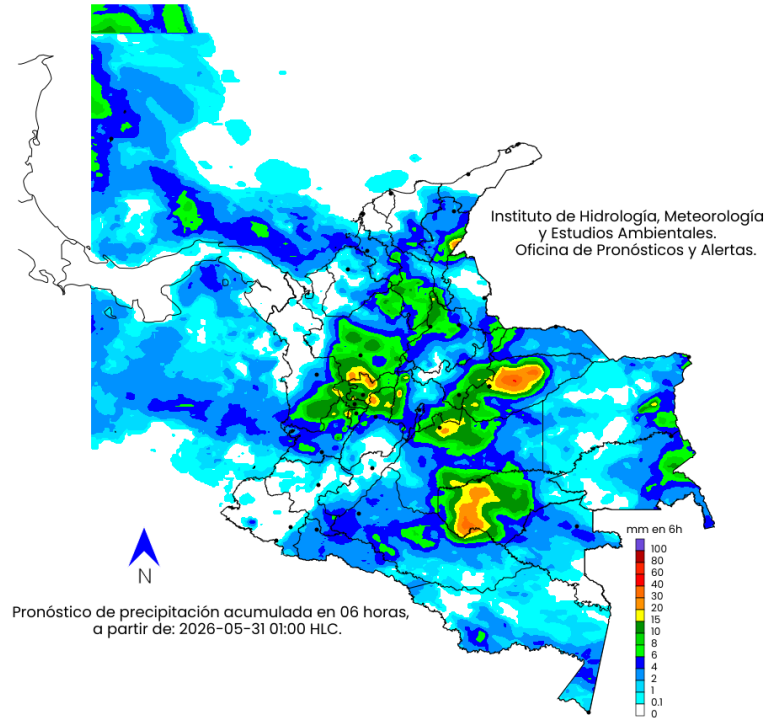 Instituto de Hidrología, Meteorología
y Estudios Ambientales.
Oficina de Pronósticos y Alertas.
N
Pronóstico de precipitación acumulada en 06 horas,
a partir de: 2026-05-31 01:00 HLC.
mm en 6h
100
80
60
40
30
20
15
10
8
6
4
2
1
0.1
0